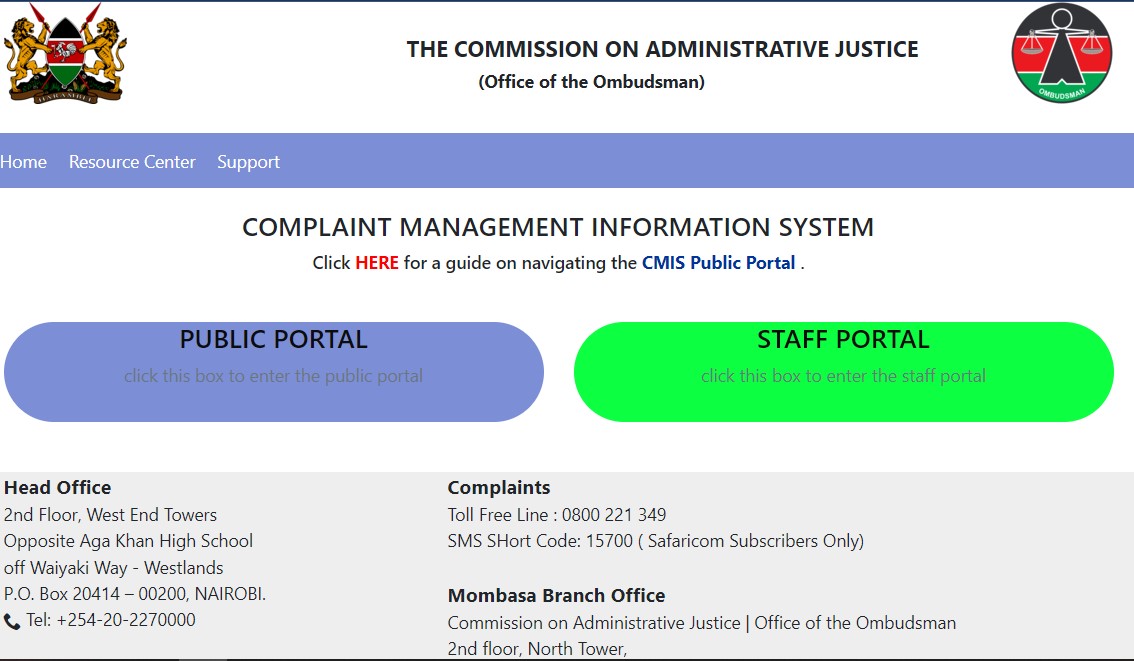 THE COMMISSION ON ADMINISTRATIVE JUSTICE
(Office of the Ombudsman)
HARAMBEE
OMBUDSMAN
Home Resource Center Support
COMPLAINT MANAGEMENT INFORMATION SYSTEM
Click HERE for a guide on navigating the CMIS Public Portal .
PUBLIC PORTAL
click this box to enter the public portal
STAFF PORTAL
click this box to enter the staff portal
Head Office
2nd Floor, West End Towers
Opposite Aga Khan High School
off Waiyaki Way - Westlands
P.O. Box 20414 – 00200, NAIROBI.
Tel: +254-20-2270000
Complaints
Toll Free Line : 0800 221 349
SMS SHort Code: 15700 ( Safaricom Subscribers Only)
Mombasa Branch Office
Commission on Administrative Justice | Office of the Ombudsman
2nd floor, North Tower,